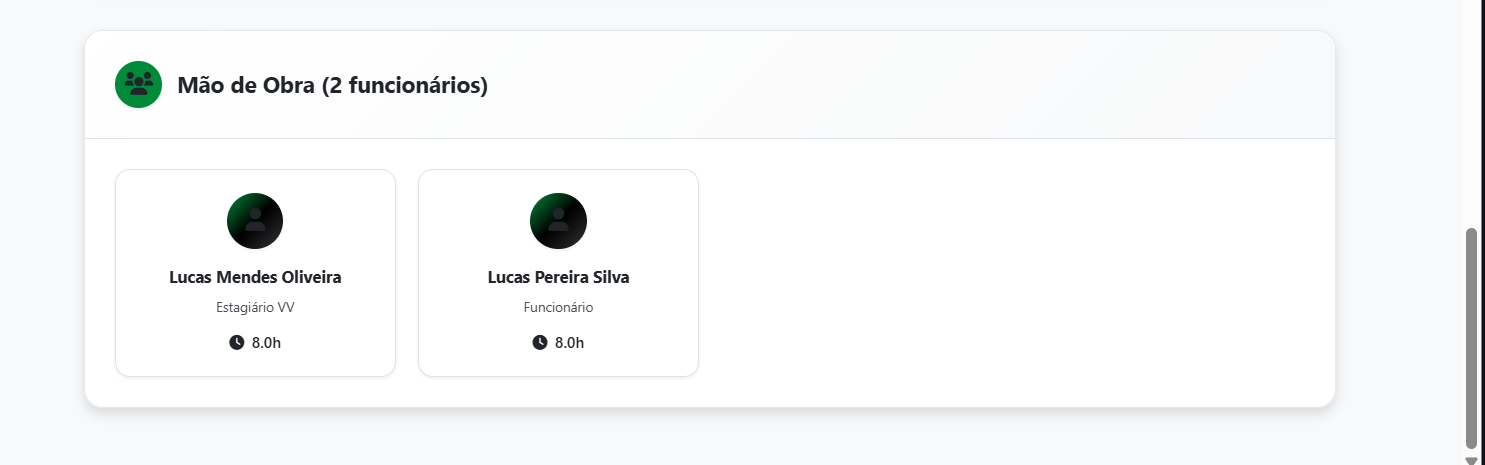 Mão de Obra (2 funcionários)
Lucas Mendes Oliveira
Estagiário VV
8.0h
Lucas Pereira Silva
Funcionário
8.0h